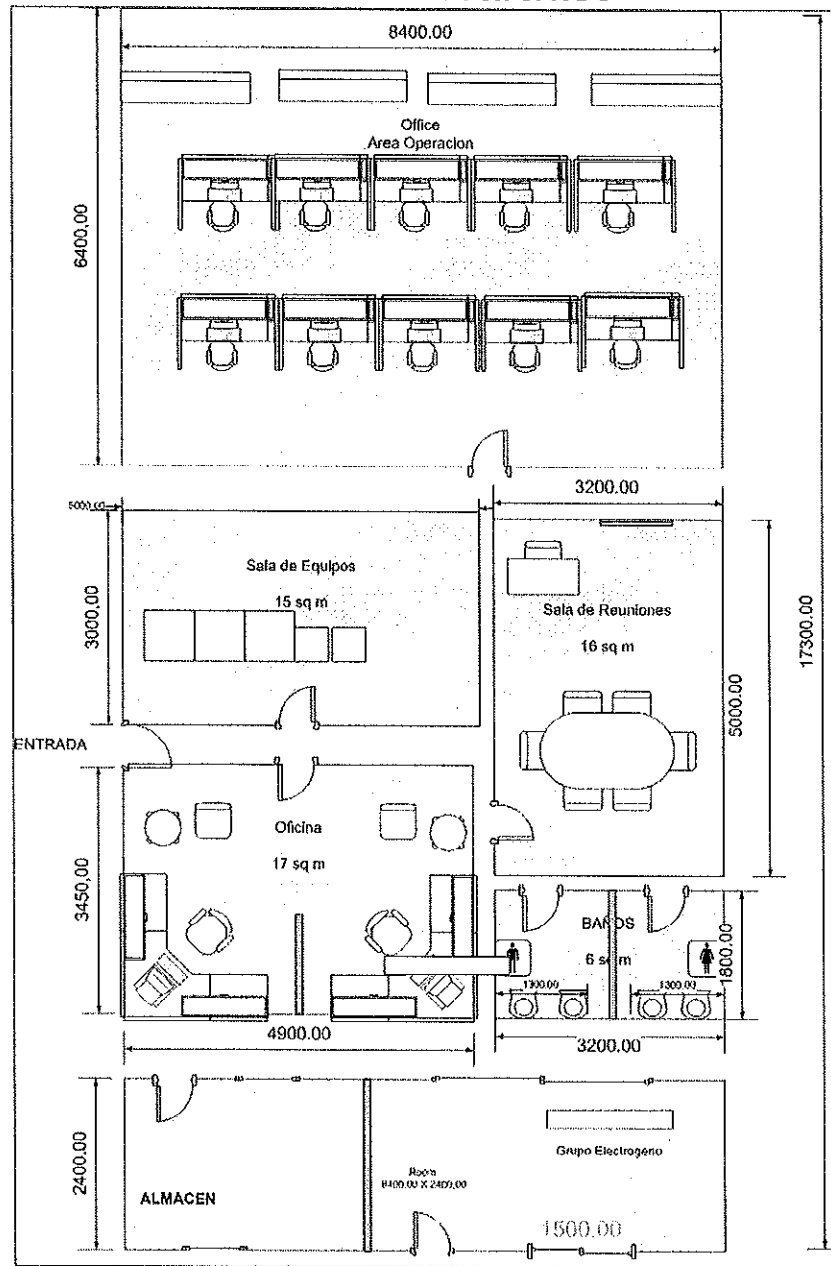 8400.00
Office
Area Operacion
6400,00
3200.00
5000.00
Sala de Equipos
15 sq m
3000,00
Sala de Reuniones
16 sq m
17300.00
5000.00
ENTRADA
Oficina
17 sq m
3450,00
BAÑOS
6 sq m
1800.00
1300.00
1300.00
4900.00
3200.00
2400.00
Grupo Electrogeno
Room
8400.00 X 2400,00
ALMACEN
1500.00